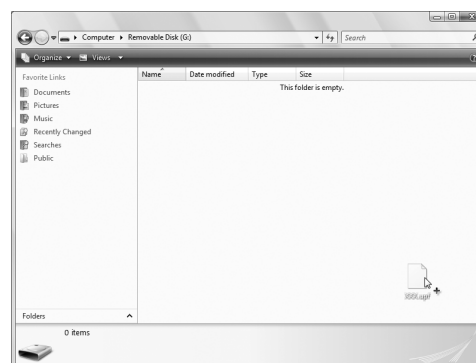 Computer ▸ Removable Disk (G:)
Search
Organize Views
Favorite Links
Documents
Pictures
Music
Recently Changed
Searches
Public
Name Date modified Type Size
This folder is empty.
Folders
0 items